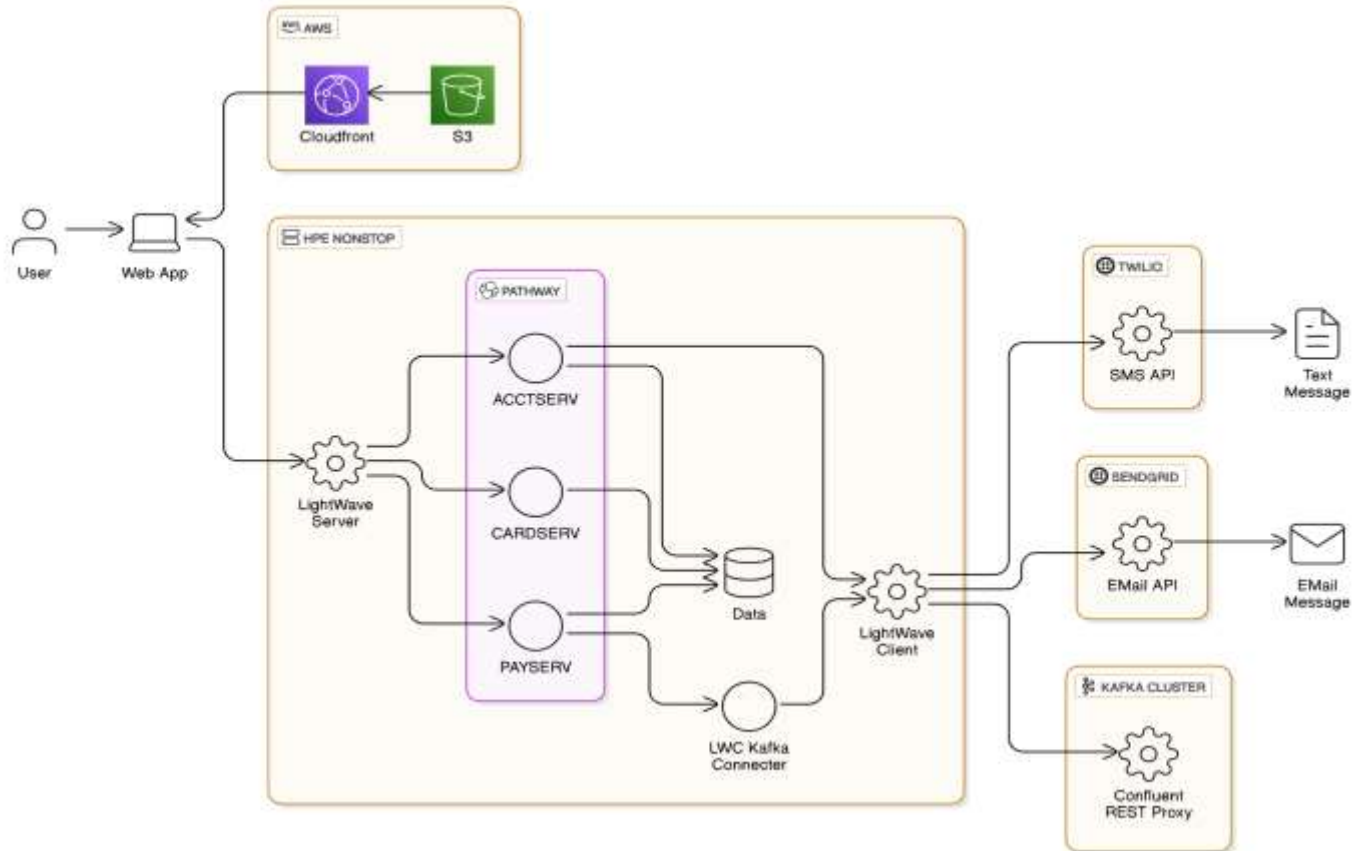 aws AWS
Cloudfront
S3
User
Web App
HPE NONSTOP
PATHWAY
ACCTSERV
CARDSERV
PAYSERV
LightWave
Server
Data
LWC Kafka
Connecter
LightWave
Client
TWILIO
SMS API
Text
Message
SENDGRID
EMail API
EMail
Message
KAFKA CLUSTER
Confluent
REST Proxy